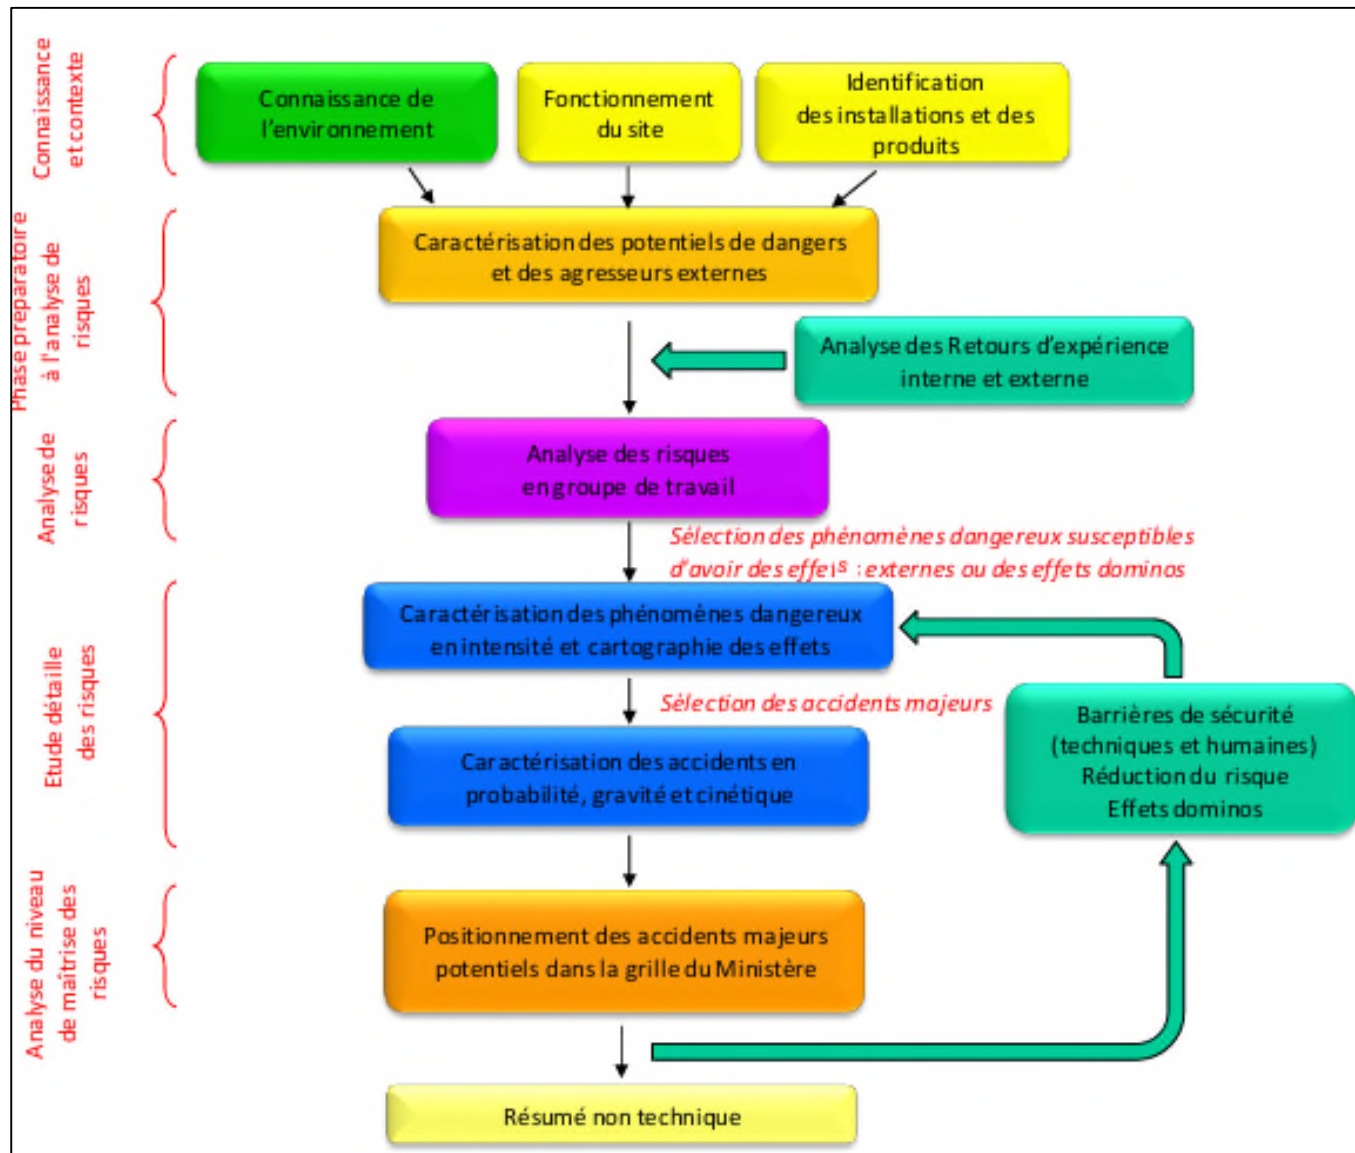 Connaissance
et contexte
Connaissance de
l'environnement
Fonctionnement
du site
Identification
des installations et des
produits
Phase preparatoire
à l'analyse de
risques
Caractérisation des potentiels de dangers
et des agresseurs externes
Analyse des Retours d'expérience
interne et externe
Analyse de
risques
Analyse des risques
en groupe de travail
Sélection des phénomènes dangereux susceptibles
d'avoir des effets : externes ou des effets dominos
Etude détaille
des risques
Caractérisation des phénomènes dangereux
en intensité et cartographie des effets
Sélection des accidents majeurs
Barrières de sécurité
(techniques et humaines)
Réduction du risque
Effets dominos
Caractérisation des accidents en
probabilité, gravité et cinétique
Analyse du niveau
de maîtrise des
risques
Positionnement des accidents majeurs
potentiels dans la grille du Ministère
Résumé non technique